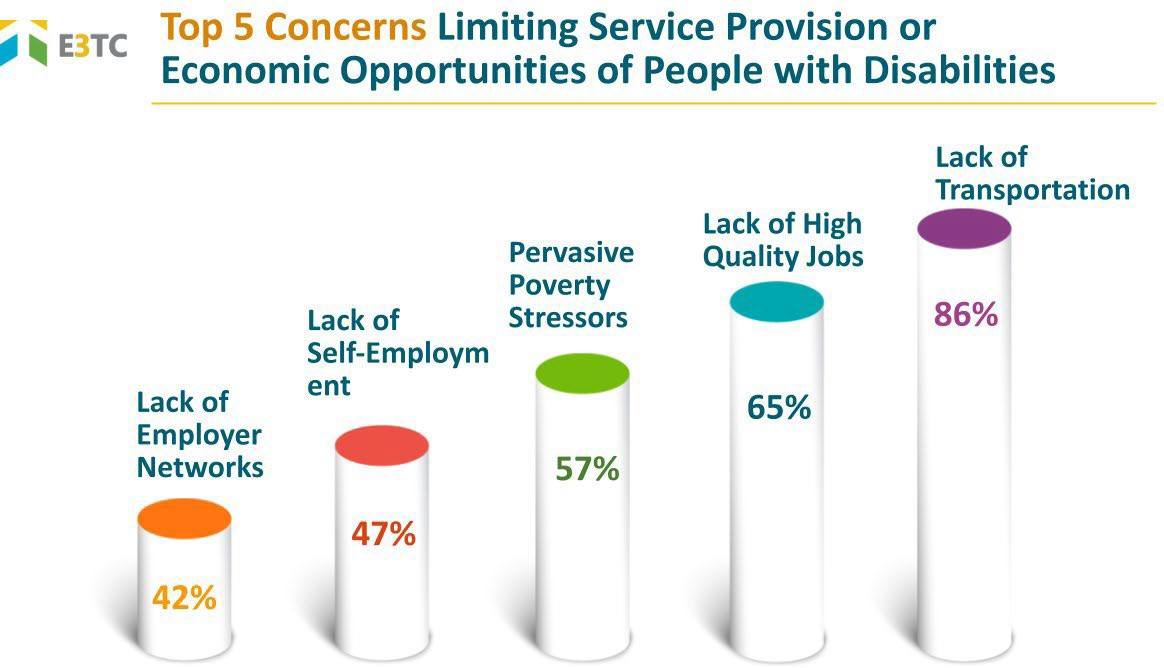 E3TC
Top 5 Concerns Limiting Service Provision or
Economic Opportunities of People with Disabilities
Lack of
Employer
Networks
42%
Lack of
Self-Employm
ent
47%
Pervasive
Poverty
Stressors
57%
Lack of High
Quality Jobs
65%
Lack of
Transportation
86%